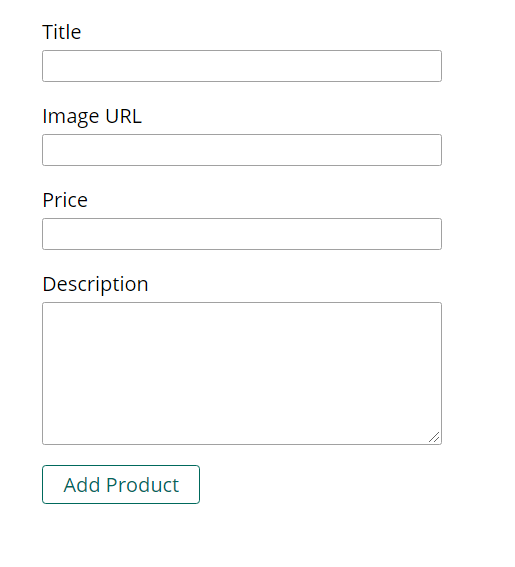 Title
Image URL
Price
Description
Add Product